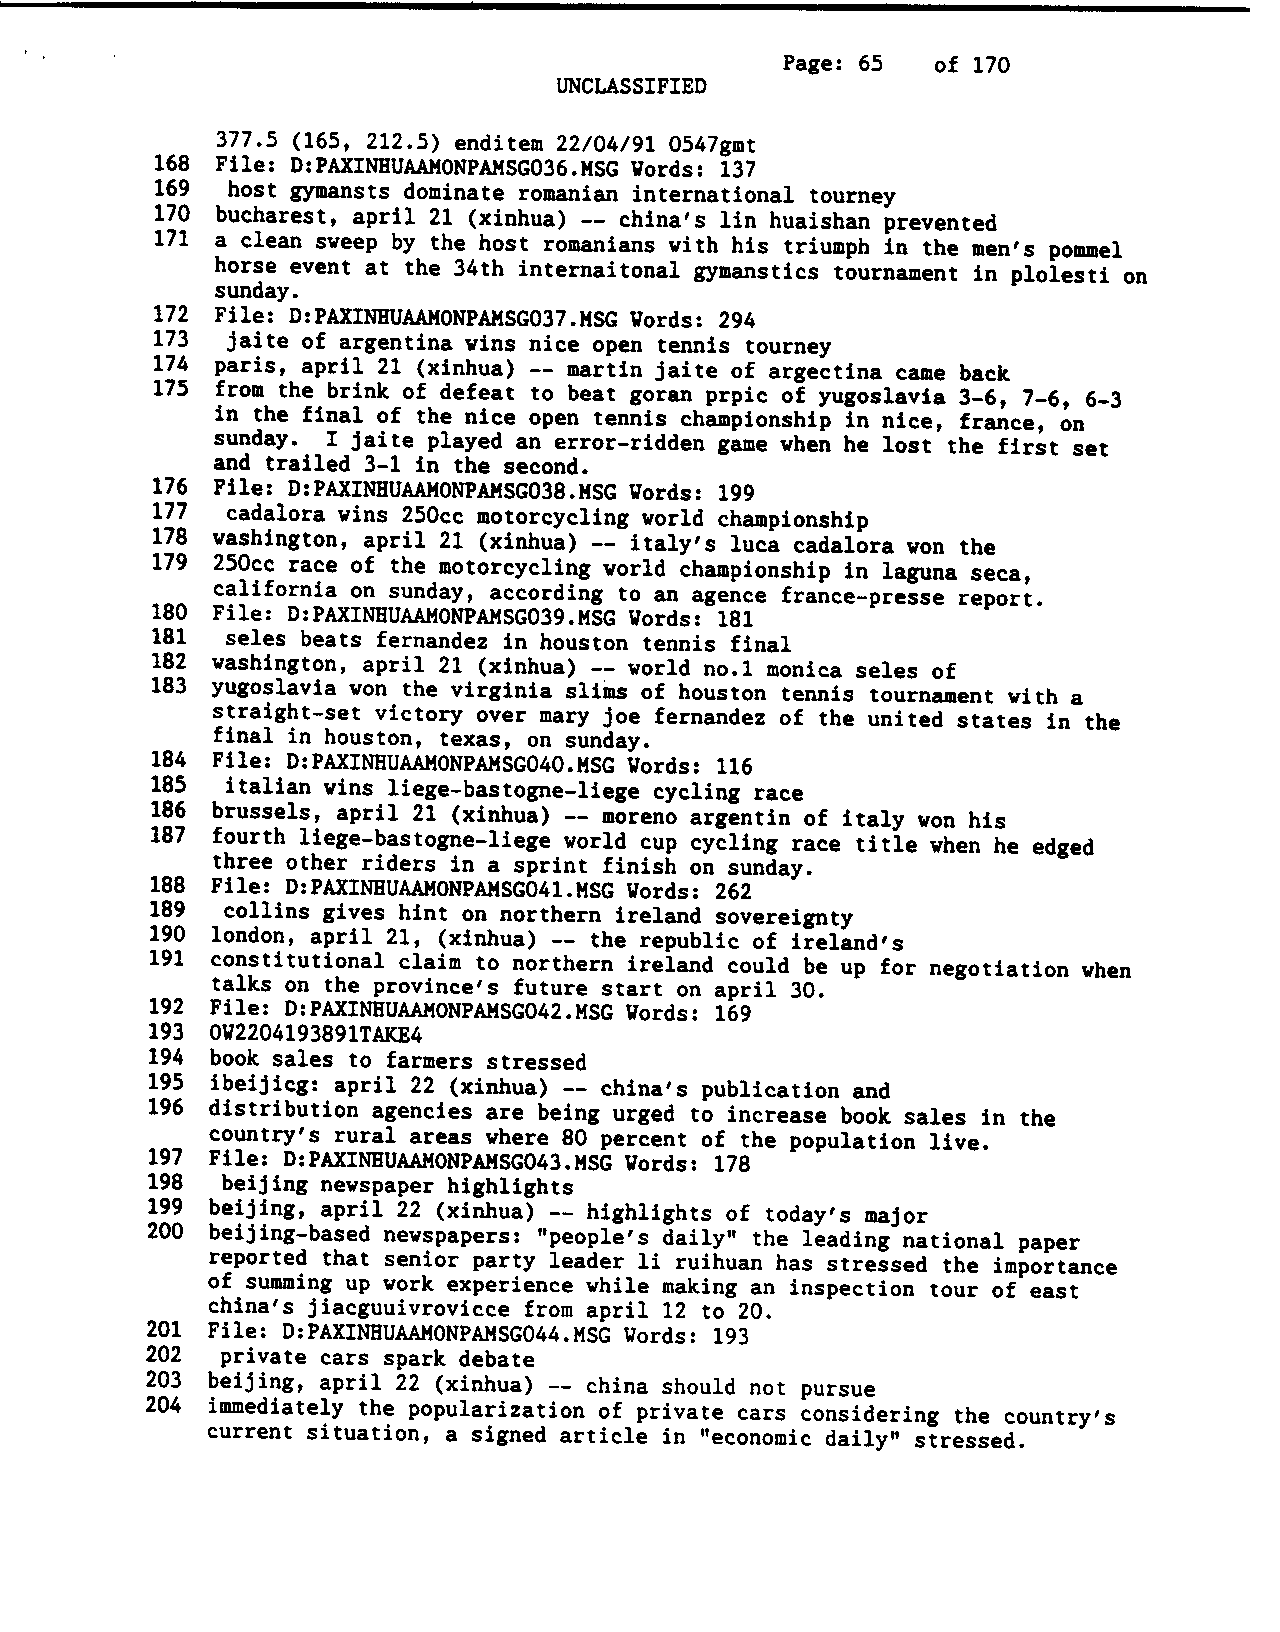 Page: 65 of 170
UNCLASSIFIED
377.5 (165, 212.5) enditem 22/04/91 0547gmt
168 File: D:PAXINHUAAMONPAMSG036.MSG Words: 137
169 host gymansts dominate romanian international tourney
170 bucharest, april 21 (xinhua) -- china's lin huaishan prevented
171 a clean sweep by the host romanians with his triumph in the men's pommel
horse event at the 34th internaitonal gymanstics tournament in plolesti on
sunday.
172 File: D:PAXINHUAAMONPAMSG037.MSG Words: 294
173 jaite of argentina wins nice open tennis tourney
174 paris, april 21 (xinhua) -- martin jaite of argectina came back
175 from the brink of defeat to beat goran prpic of yugoslavia 3-6, 7-6, 6-3
in the final of the nice open tennis championship in nice, france, on
sunday. I jaite played an error-ridden game when he lost the first set
and trailed 3-1 in the second.
176 File: D:PAXINHUAAMONPAMSG038.MSG Words: 199
177 cadalora wins 250cc motorcycling world championship
178 washington, april 21 (xinhua) -- italy's luca cadalora won the
179 250cc race of the motorcycling world championship in laguna seca,
california on sunday, according to an agence france-presse report.
180 File: D:PAXINHUAAMONPAMSG039.MSG Words: 181
181 seles beats fernandez in houston tennis final
182 washington, april 21 (xinhua) -- world no.1 monica seles of
183 yugoslavia won the virginia slims of houston tennis tournament with a
straight-set victory over mary joe fernandez of the united states in the
final in houston, texas, on sunday.
184 File: D:PAXINHUAAMONPAMSG040.MSG Words: 116
185 italian wins liege-bastogne-liege cycling race
186 brussels, april 21 (xinhua) -- moreno argentin of italy won his
187 fourth liege-bastogne-liege world cup cycling race title when he edged
three other riders in a sprint finish on sunday.
188 File: D:PAXINHUAAMONPAMSG041.MSG Words: 262
189 collins gives hint on northern ireland sovereignty
190 london, april 21, (xinhua) -- the republic of ireland's
191 constitutional claim to northern ireland could be up for negotiation when
talks on the province's future start on april 30.
192 File: D:PAXINHUAAMONPAMSG042.MSG Words: 169
193 OW2204193891TAKE4
194 book sales to farmers stressed
195 ibeijicg: april 22 (xinhua) -- china's publication and
196 distribution agencies are being urged to increase book sales in the
country's rural areas where 80 percent of the population live.
197 File: D:PAXINHUAAMONPAMSG043.MSG Words: 178
198 beijing newspaper highlights
199 beijing, april 22 (xinhua) -- highlights of today's major
200 beijing-based newspapers: "people's daily" the leading national paper
reported that senior party leader li ruihuan has stressed the importance
of summing up work experience while making an inspection tour of east
china's jiacguuivrovicce from april 12 to 20.
201 File: D:PAXINHUAAMONPAMSG044.MSG Words: 193
202 private cars spark debate
203 beijing, april 22 (xinhua) -- china should not pursue
204 immediately the popularization of private cars considering the country's
current situation, a signed article in "economic daily" stressed.